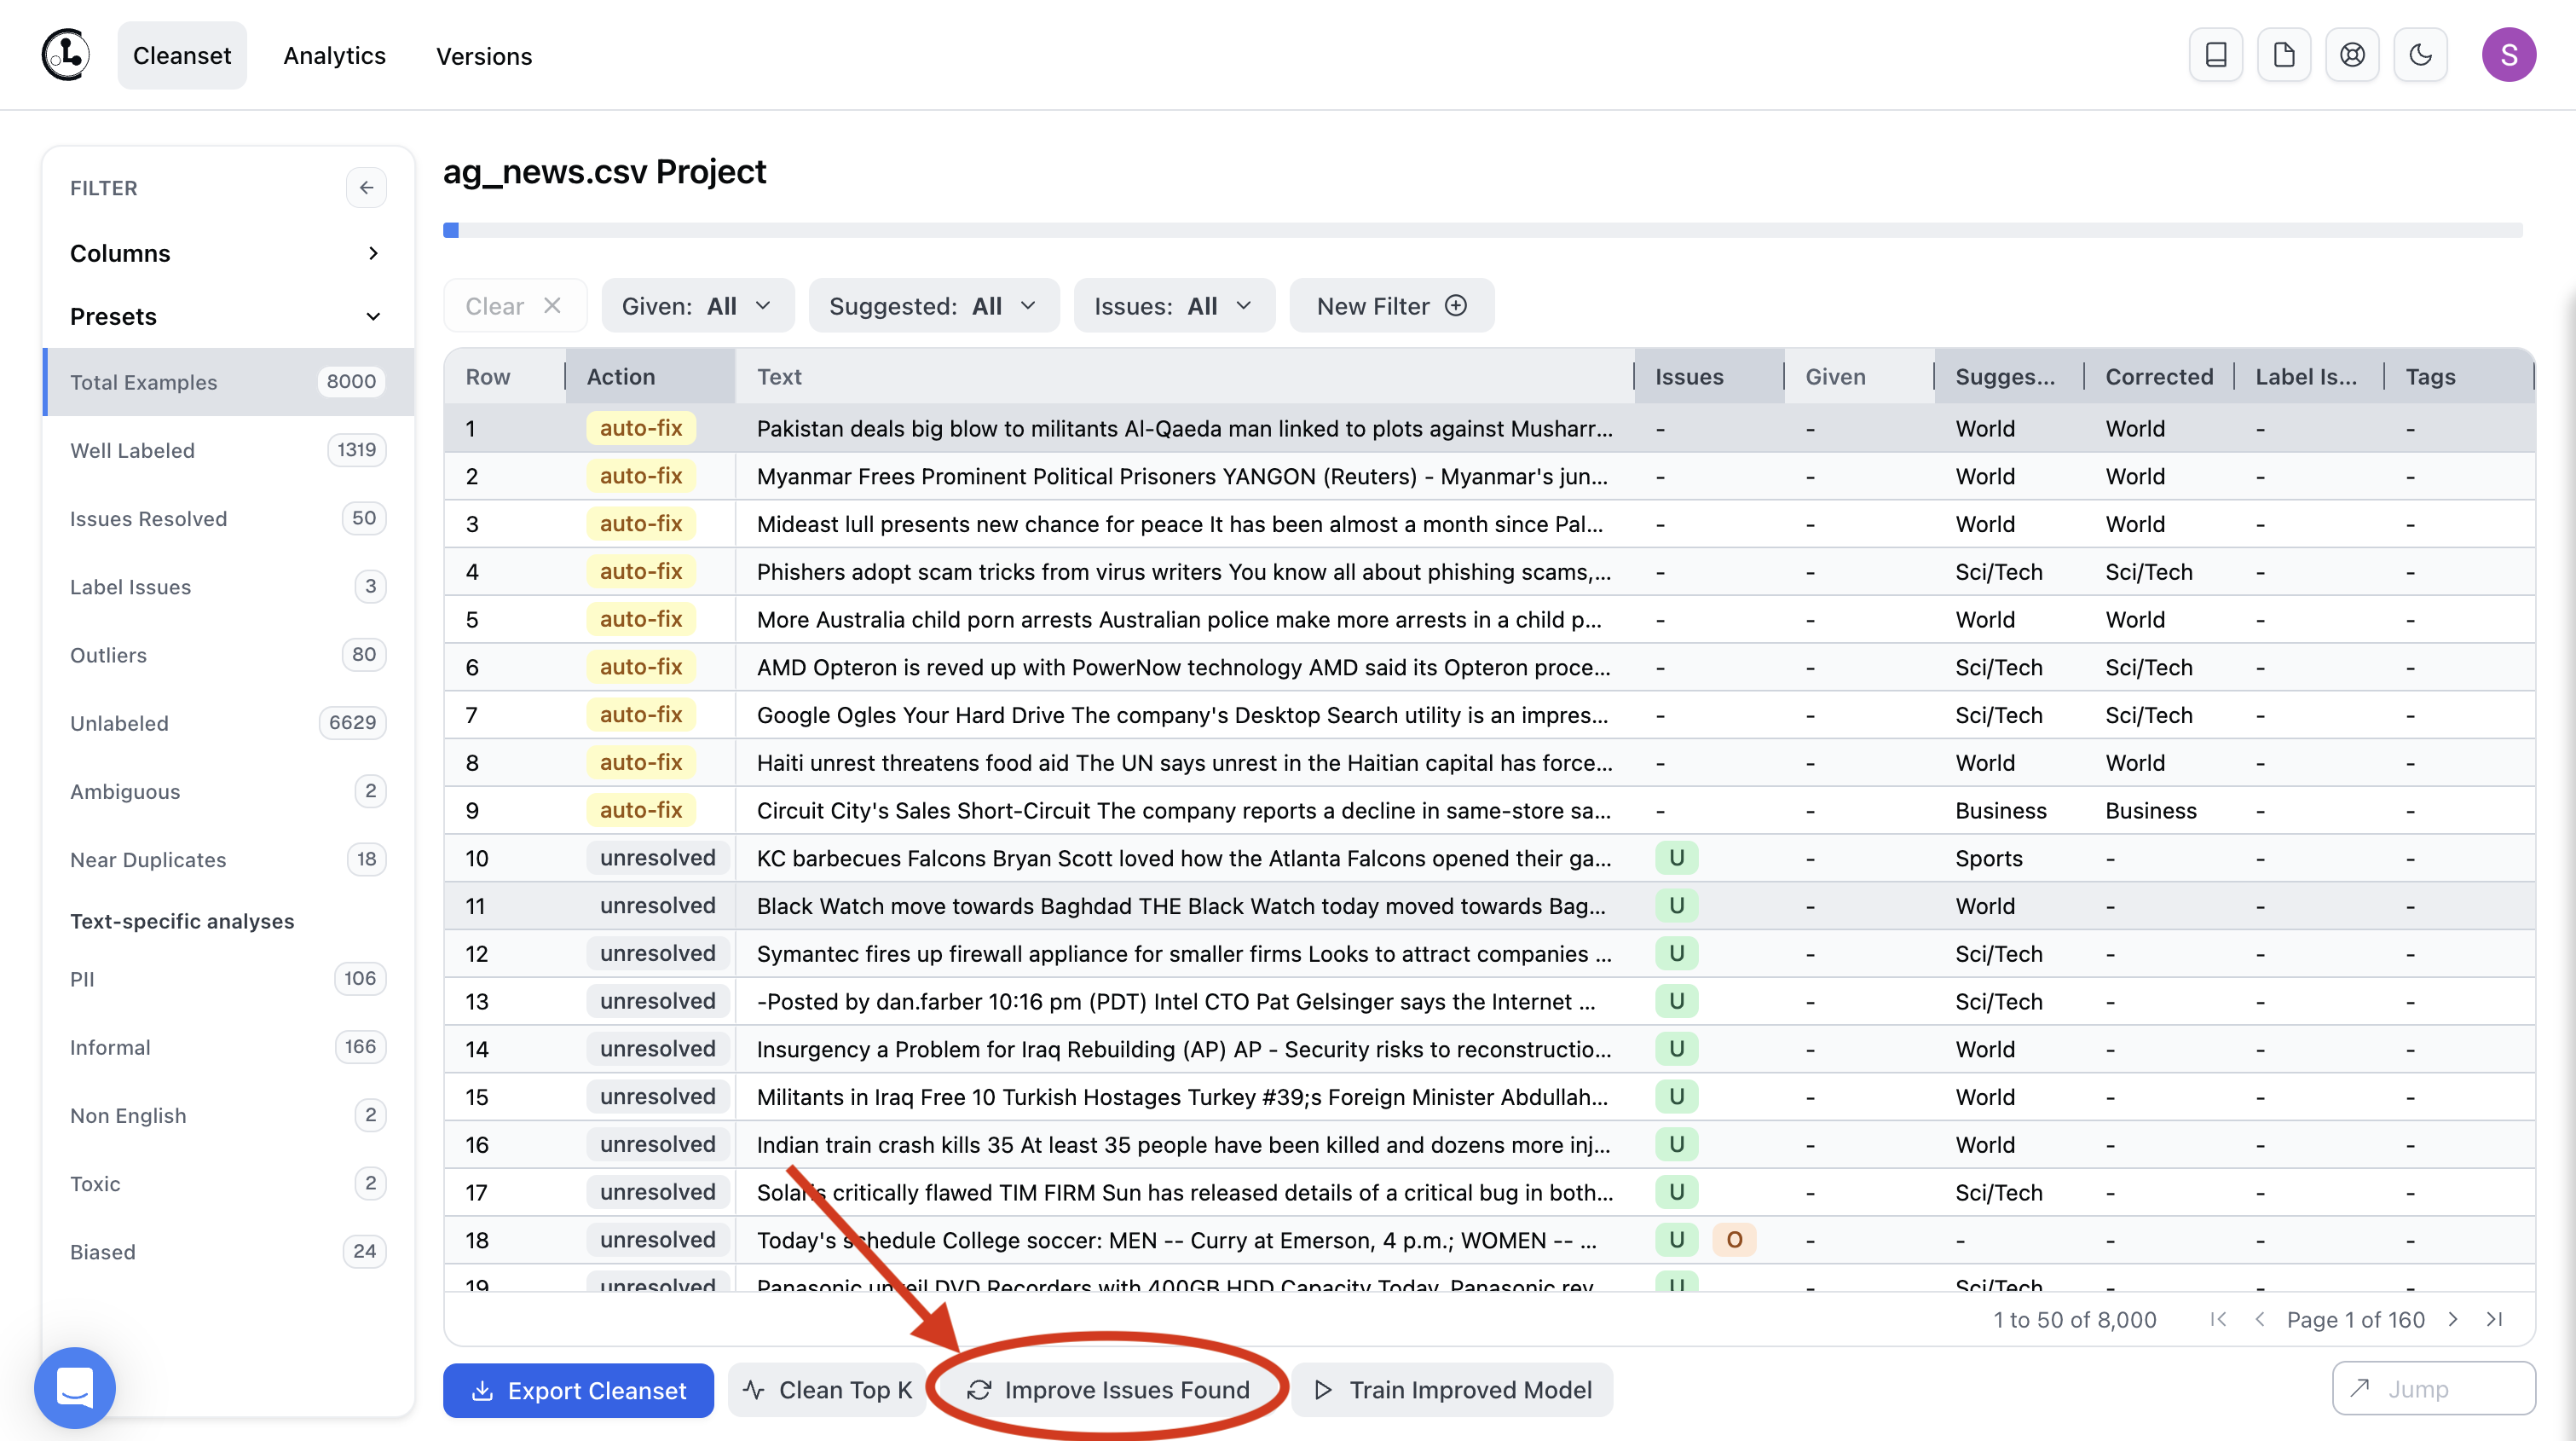 Cleanset Analytics Versions S
FILTER
Columns
Presets
Total Examples 8000
Well Labeled 1319
Issues Resolved 50
Label Issues 3
Outliers 80
Unlabeled 6629
Ambiguous 2
Near Duplicates 18
Text-specific analyses
PII 106
Informal 166
Non English 2
Toxic 2
Biased 24
ag_news.csv Project
Clear Given: All Suggested: All Issues: All New Filter
Row Action Text Issues Given Sugges... Corrected Label Is... Tags
1 auto-fix Pakistan deals big blow to militants Al-Qaeda man linked to plots against Musharr... - - World World - -
2 auto-fix Myanmar Frees Prominent Political Prisoners YANGON (Reuters) - Myanmar's jun... - - World World - -
3 auto-fix Mideast lull presents new chance for peace It has been almost a month since Pal... - - World World - -
4 auto-fix Phishers adopt scam tricks from virus writers You know all about phishing scams,... - - Sci/Tech Sci/Tech - -
5 auto-fix More Australia child porn arrests Australian police make more arrests in a child p... - - World World - -
6 auto-fix AMD Opteron is reved up with PowerNow technology AMD said its Opteron proce... - - Sci/Tech Sci/Tech - -
7 auto-fix Google Ogles Your Hard Drive The company's Desktop Search utility is an impres... - - Sci/Tech Sci/Tech - -
8 auto-fix Haiti unrest threatens food aid The UN says unrest in the Haitian capital has force... - - World World - -
9 auto-fix Circuit City's Sales Short-Circuit The company reports a decline in same-store sa... - - Business Business - -
10 unresolved KC barbecues Falcons Bryan Scott loved how the Atlanta Falcons opened their ga... U - Sports - - -
11 unresolved Black Watch move towards Baghdad THE Black Watch today moved towards Bag... U - World - - -
12 unresolved Symantec fires up firewall appliance for smaller firms Looks to attract companies ... U - Sci/Tech - - -
13 unresolved -Posted by dan.farber 10:16 pm (PDT) Intel CTO Pat Gelsinger says the Internet ... U - Sci/Tech - - -
14 unresolved Insurgency a Problem for Iraq Rebuilding (AP) AP - Security risks to reconstructio... U - World - - -
15 unresolved Militants in Iraq Free 10 Turkish Hostages Turkey #39;s Foreign Minister Abdullah... U - World - - -
16 unresolved Indian train crash kills 35 At least 35 people have been killed and dozens more inj... U - World - - -
17 unresolved Solaris critically flawed TIM FIRM Sun has released details of a critical bug in both... U - Sci/Tech - - -
18 unresolved Today's schedule College soccer: MEN -- Curry at Emerson, 4 p.m.; WOMEN -- ... U O - - - - -
19 unresolved Panasonic unveil DVD Recorders with 400GB HDD Capacity Today, Panasonic rev U - Sci/Tech - - -
1 to 50 of 8,000 Page 1 of 160
Export Cleanset Clean Top K Improve Issues Found Train Improved Model Jump